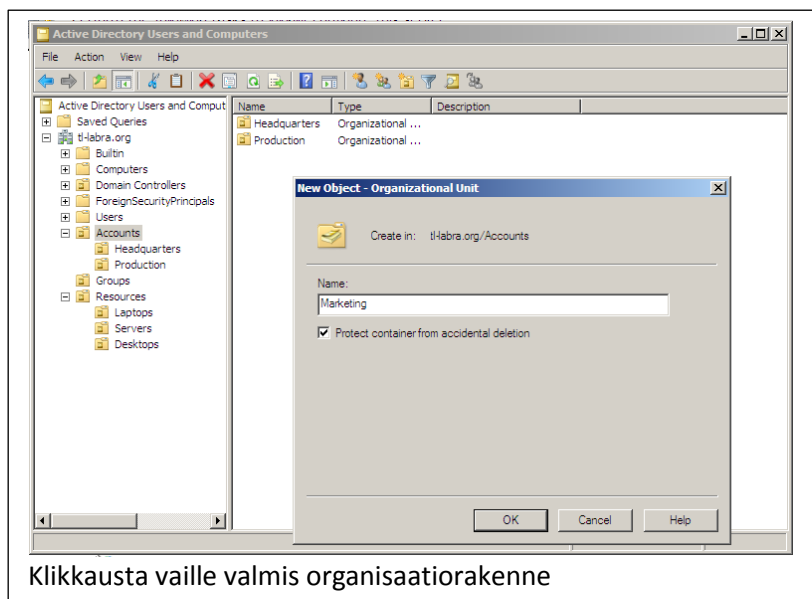 Active Directory Users and Computers
File Action View Help
Active Directory Users and Comput
Saved Queries
tl-labra.org
Builtin
Computers
Domain Controllers
ForeignSecurityPrincipals
Users
Accounts
Headquarters
Production
Groups
Resources
Laptops
Servers
Desktops
Name Type Description
Headquarters Organizational ...
Production Organizational ...
New Object - Organizational Unit
Create in: tl-labra.org/Accounts
Name:
Marketing
Protect container from accidental deletion
OK Cancel Help
Klikkausta vaille valmis organisaatiorakenne